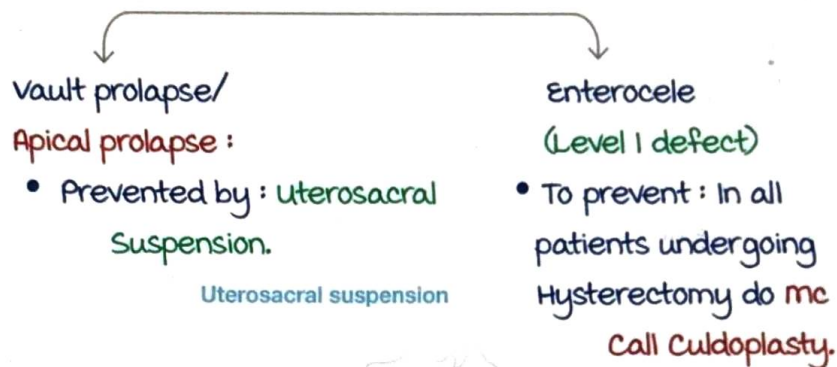 Vault prolapse/
Apical prolapse :
• Prevented by : Uterosacral
Suspension.
Uterosacral suspension
Enterocele
(Level 1 defect)
• To prevent : In all
patients undergoing
Hysterectomy do mc
Call Culdoplasty.